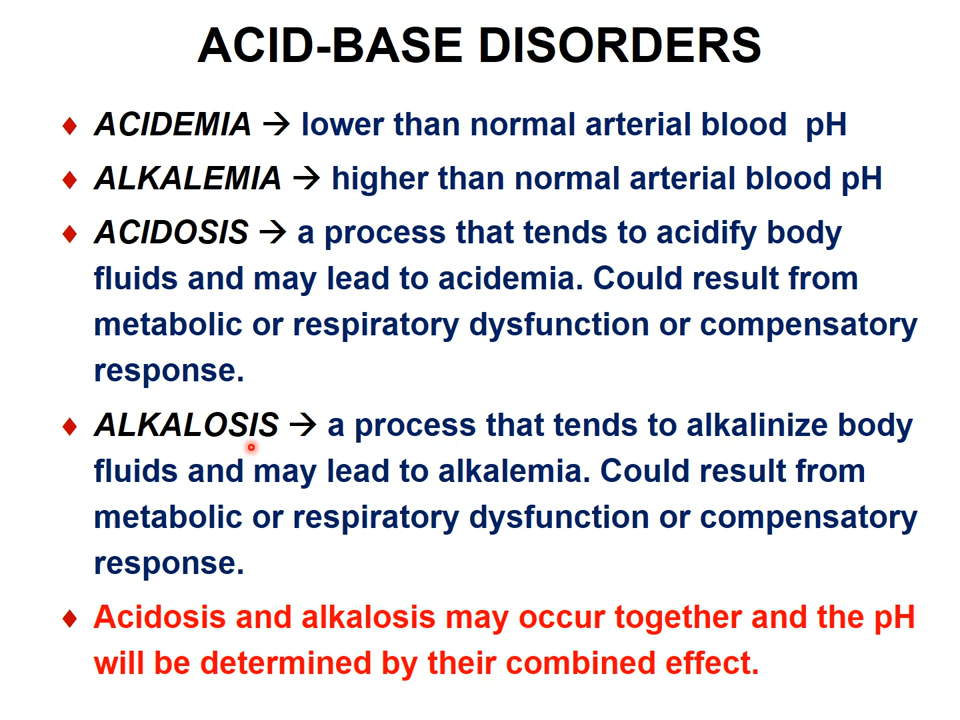 ACID-BASE DISORDERS
♦ ACIDEMIA → lower than normal arterial blood pH
♦ ALKALEMIA → higher than normal arterial blood pH
♦ ACIDOSIS → a process that tends to acidify body
fluids and may lead to acidemia. Could result from
metabolic or respiratory dysfunction or compensatory
response.
♦ ALKALOSIS → a process that tends to alkalinize body
fluids and may lead to alkalemia. Could result from
metabolic or respiratory dysfunction or compensatory
response.
♦ Acidosis and alkalosis may occur together and the pH
will be determined by their combined effect.